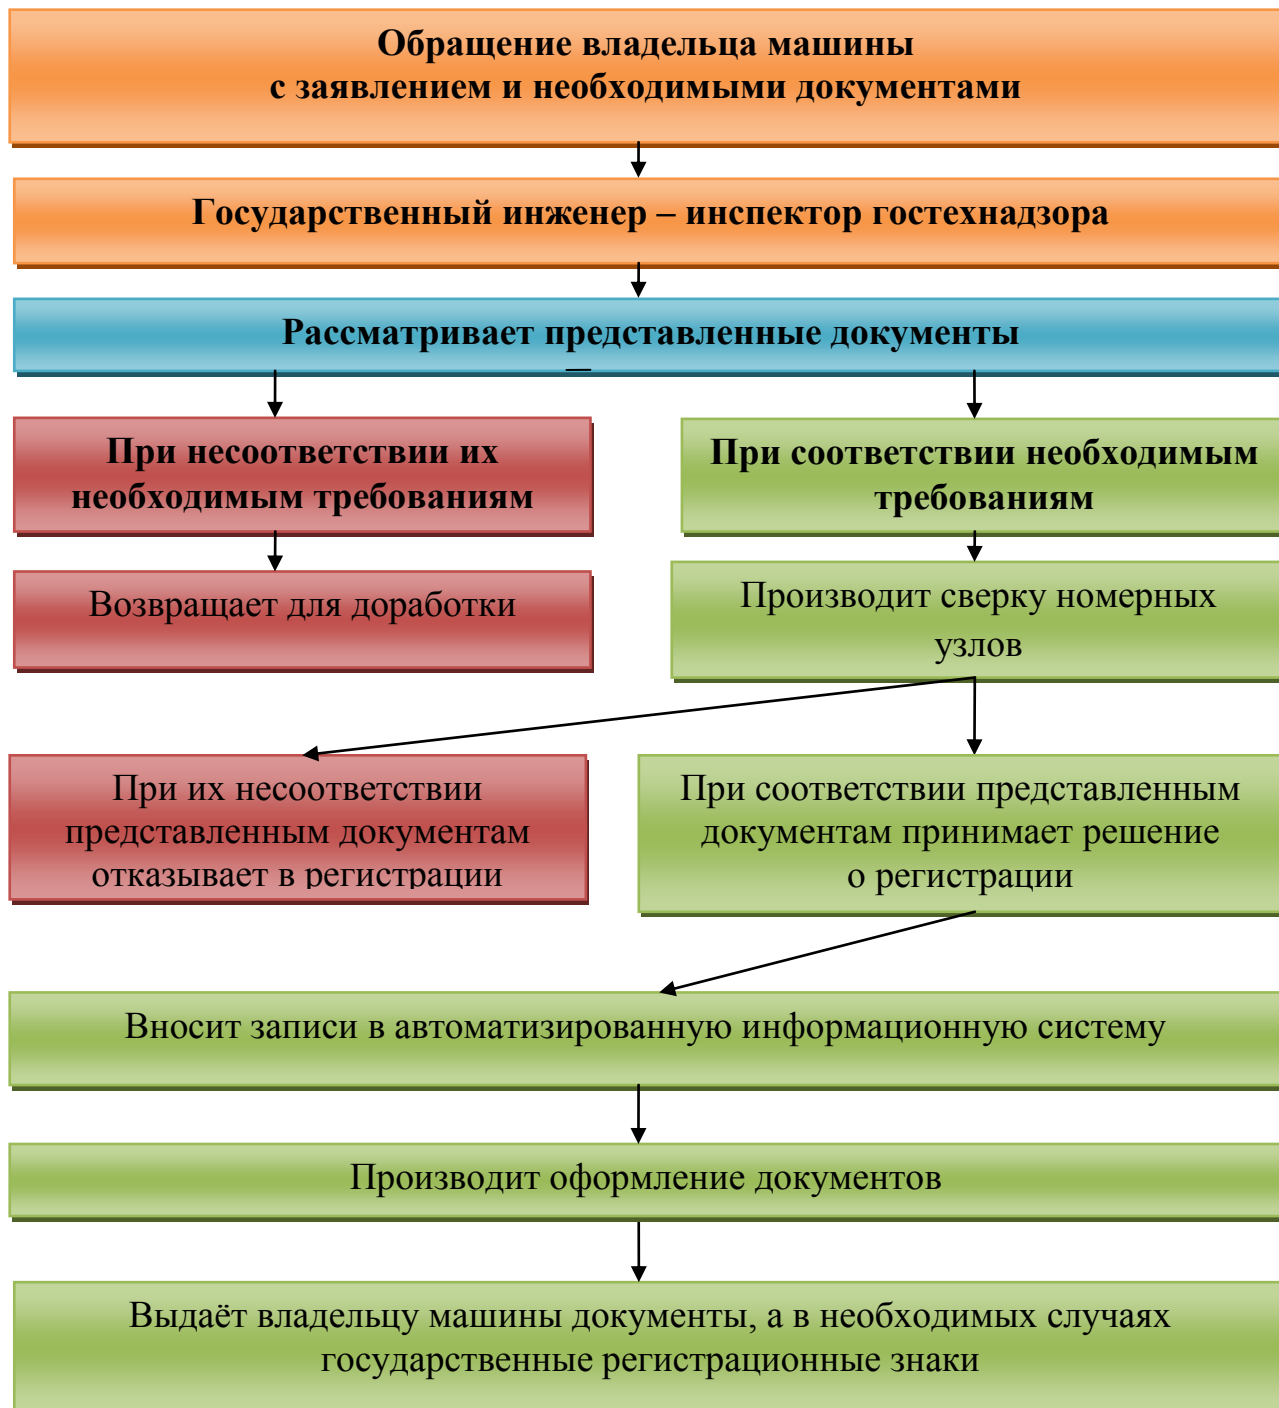 Обращение владельца машины
с заявлением и необходимыми документами
Государственный инженер – инспектор гостехнадзора
Рассматривает представленные документы
При несоответствии их
необходимым требованиям
При соответствии необходимым
требованиям
Возвращает для доработки
Производит сверку номерных
узлов
При их несоответствии
представленным документам
отказывает в регистрации
При соответствии представленным
документам принимает решение
о регистрации
Вносит записи в автоматизированную информационную систему
Производит оформление документов
Выдаёт владельцу машины документы, а в необходимых случаях
государственные регистрационные знаки